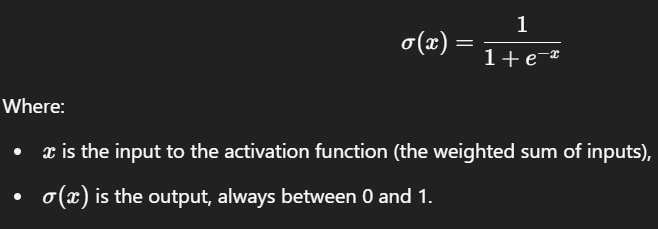 σ(x) = 1 / (1 + e^{−x})
Where:
• x is the input to the activation function (the weighted sum of inputs),
• σ(x) is the output, always between 0 and 1.